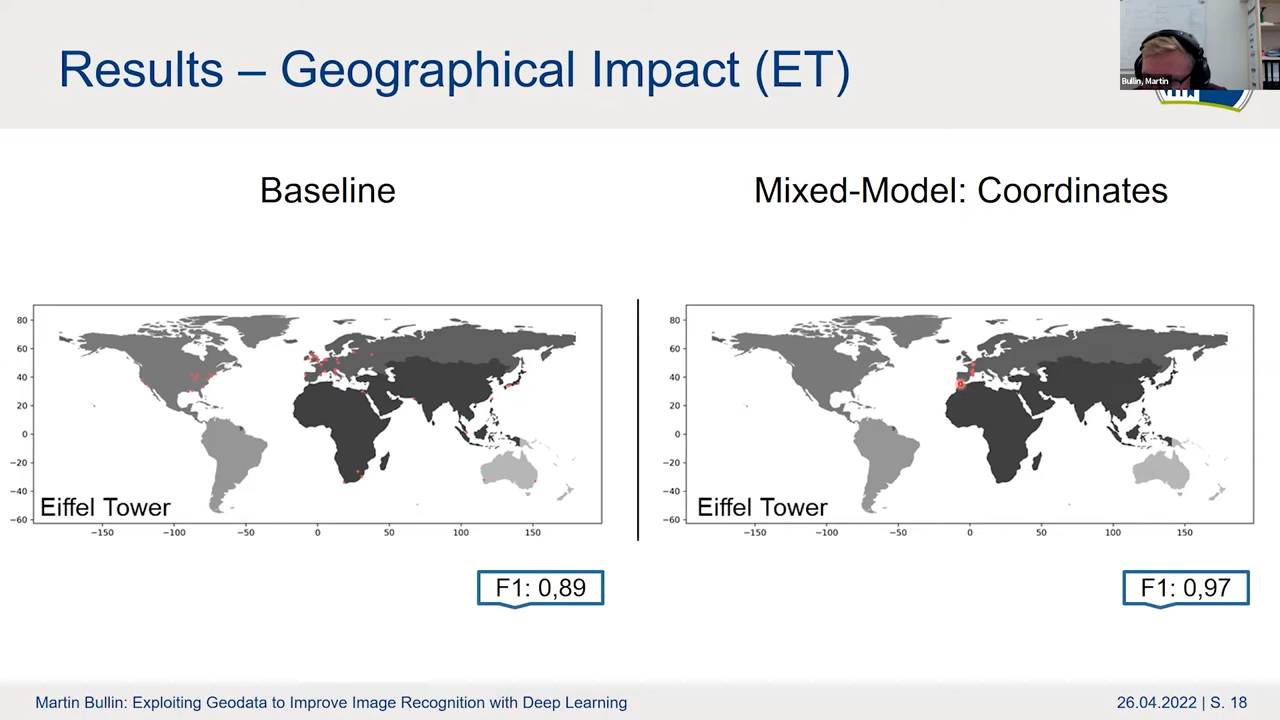 Results – Geographical Impact (ET)
Bullin, Martin
Baseline
Mixed-Model: Coordinates
80
60
40
20
0
−20
−40
−60
Eiffel Tower
−150 −100 −50 0 50 100 150
F1: 0,89
80
60
40
20
0
−20
−40
−60
Eiffel Tower
−150 −100 −50 0 50 100 150
F1: 0,97
Martin Bullin: Exploiting Geodata to Improve Image Recognition with Deep Learning
26.04.2022 | S. 18